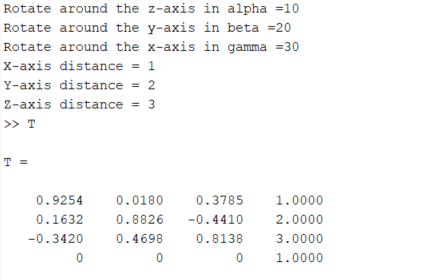 Rotate around the z-axis in alpha =10
Rotate around the y-axis in beta =20
Rotate around the x-axis in gamma =30
X-axis distance = 1
Y-axis distance = 2
Z-axis distance = 3
>> T
T =
0.9254 0.0180 0.3785 1.0000
0.1632 0.8826 -0.4410 2.0000
-0.3420 0.4698 0.8138 3.0000
0 0 0 1.0000